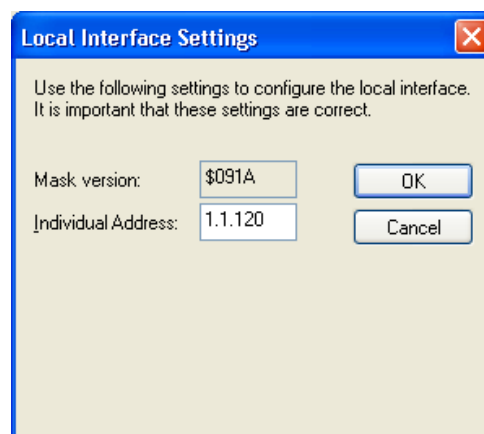 Local Interface Settings
Use the following settings to configure the local interface.
It is important that these settings are correct.
Mask version: $091A OK
Individual Address: 1.1.120 Cancel